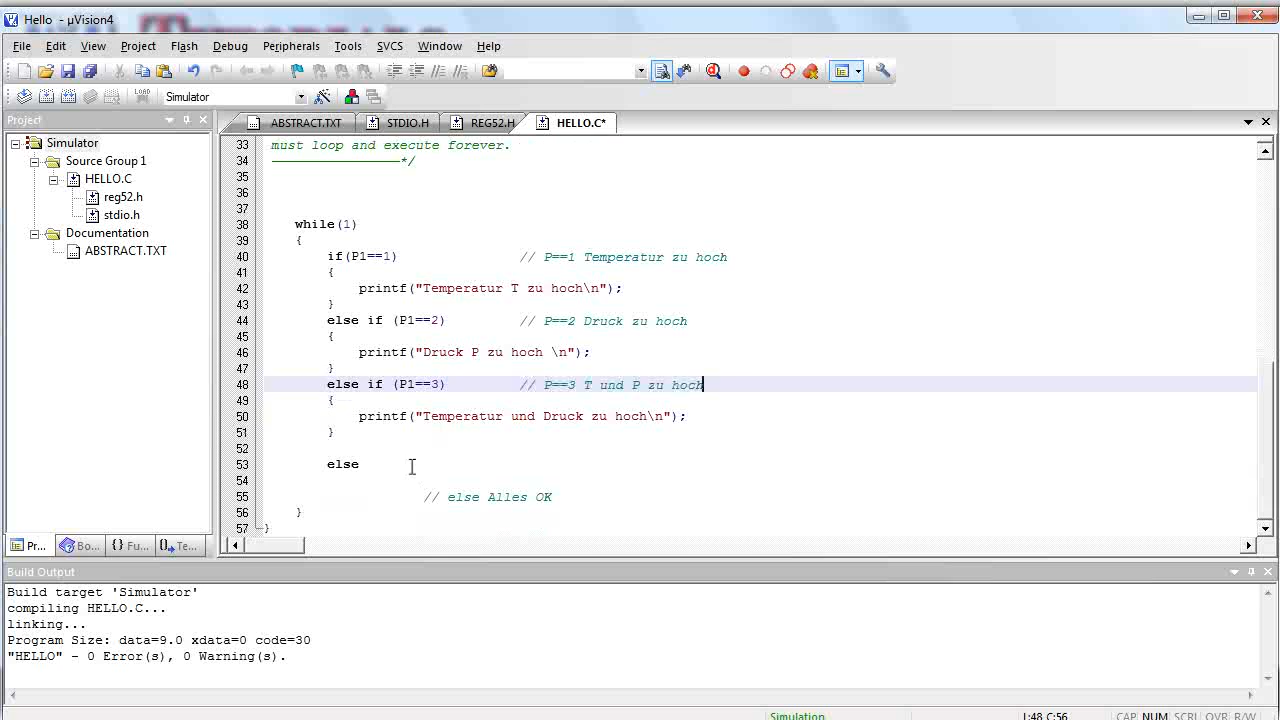 Hello - µVision4
File Edit View Project Flash Debug Peripherals Tools SVCS Window Help
LOAD Simulator
Project
ABSTRACT.TXT STDIO.H REG52.H HELLO.C*
Simulator
Source Group 1
HELLO.C
reg52.h
stdio.h
Documentation
ABSTRACT.TXT
33 must loop and execute forever.
34 ----------------*/
35
36
37
38 while(1)
39 {
40 if(P1==1) // P==1 Temperatur zu hoch
41 {
42 printf("Temperatur T zu hoch\n");
43 }
44 else if (P1==2) // P==2 Druck zu hoch
45 {
46 printf("Druck P zu hoch \n");
47 }
48 else if (P1==3) // P==3 T und P zu hoch
49 {
50 printf("Temperatur und Druck zu hoch\n");
51 }
52
53 else
54
55 // else Alles OK
56 }
57 }
Pr... Bo... {} Fu... Te...
Build Output
Build target 'Simulator'
compiling HELLO.C...
linking...
Program Size: data=9.0 xdata=0 code=30
"HELLO" - 0 Error(s), 0 Warning(s).
Simulation L:48 C:56 CAP NUM SCRL OVR R/W